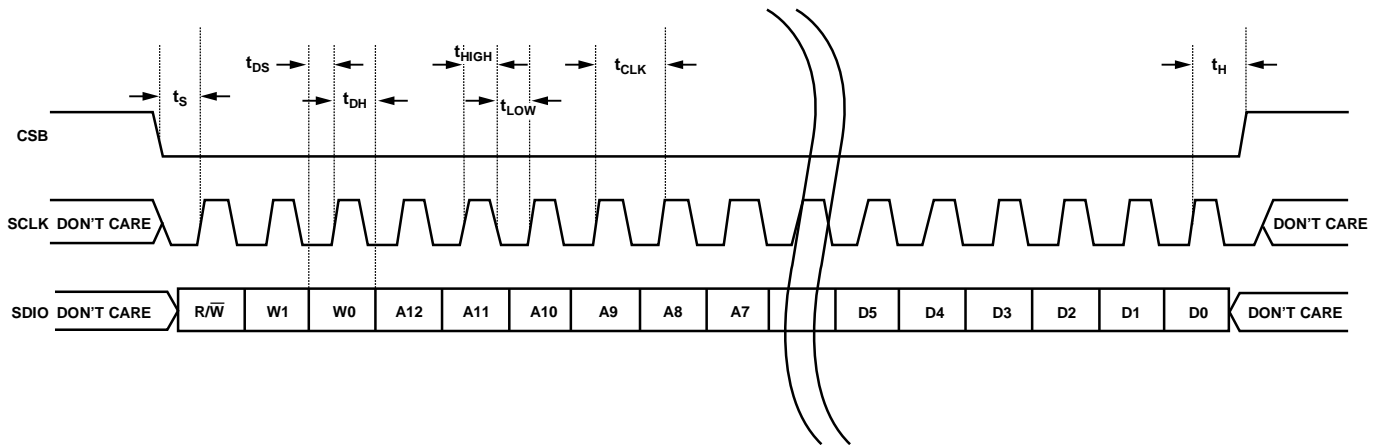 tDS
tHIGH
tCLK
tH
tS
tDH
tLOW
CSB
SCLK DON'T CARE
DON'T CARE
SDIO DON'T CARE
R/W̅
W1
W0
A12
A11
A10
A9
A8
A7
D5
D4
D3
D2
D1
D0
DON'T CARE